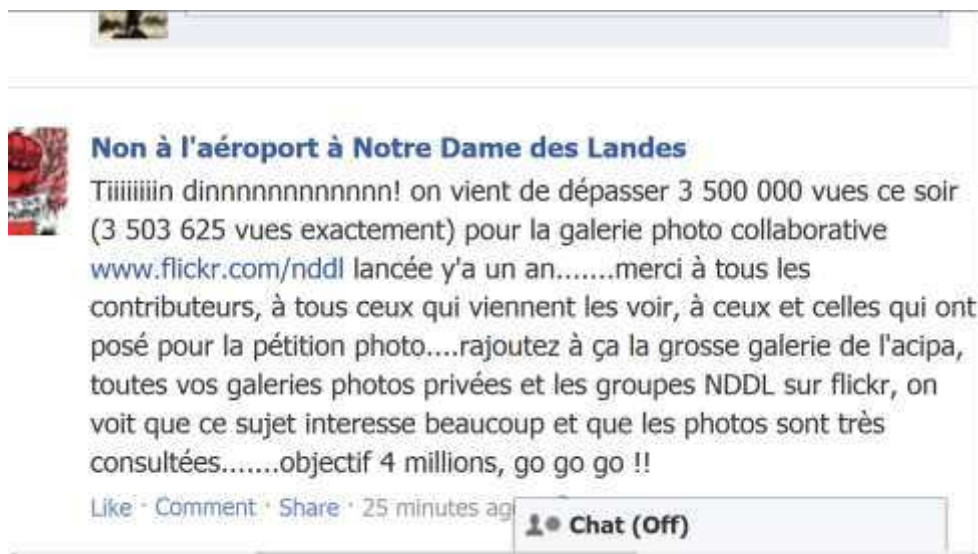 Non à l'aéroport à Notre Dame des Landes
Tiiiiiiiin dinnnnnnnnnnnnn! on vient de dépasser 3 500 000 vues ce soir
(3 503 625 vues exactement) pour la galerie photo collaborative
www.flickr.com/nddl lancée y'a un an.......merci à tous les
contributeurs, à tous ceux qui viennent les voir, à ceux et celles qui ont
posé pour la pétition photo....rajoutez à ça la grosse galerie de l'acipa,
toutes vos galeries photos privées et les groupes NDDL sur flickr, on
voit que ce sujet interesse beaucoup et que les photos sont très
consultées.......objectif 4 millions, go go go !!
Like · Comment · Share · 25 minutes ag
Chat (Off)